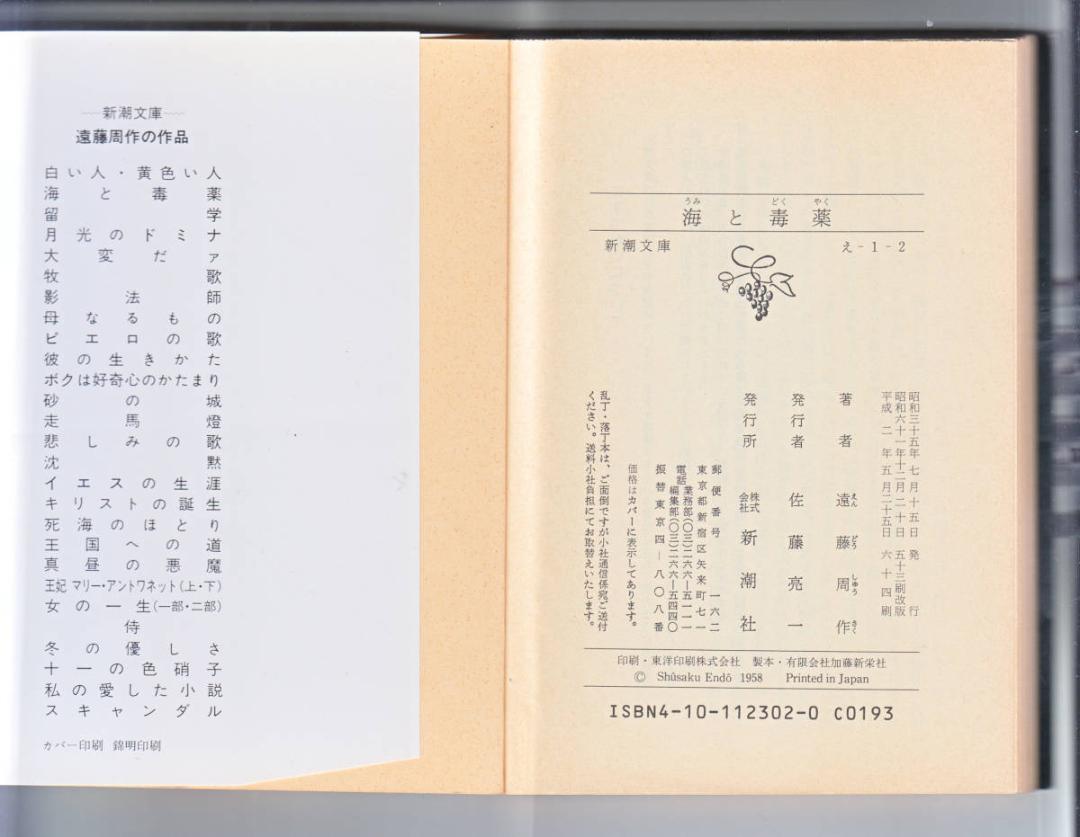 新潮文庫
遠藤周作の作品
白い人・黄色い人
海と毒薬
留学
月光のドミナ
大変だァ
牧歌
影法師
母なるもの
ピエロの歌
彼の生きかた
ボクは好奇心のかたまり
砂の城
走馬燈
悲しみの歌
沈黙
イエスの生涯
キリストの誕生
死海のほとり
王国への道
真昼の悪魔
王妃 マリー・アントワネット(上・下)
女の一生(一部・二部)
侍
冬の優しさ
十一の色硝子
私の愛した小説
スキャンダル
カバー印刷 錦明印刷
うみ どく やく
海と毒薬
新潮文庫 え-1-2
昭和三十五年七月十五日発行
昭和六十一年十二月二十日五十三刷改版
平成二年五月二十五日六十四刷
著者 遠藤周作
えん どう しゅう さく
発行者 佐藤亮一
発行所 株式会社 新潮社
郵便番号 一六二
東京都新宿区矢来町七一
電話 業務部(〇三)二六六―五一一一
編集部(〇三)二六六―五四四〇
振替東京四―八〇八番
価格はカバーに表示してあります。
乱丁・落丁本は、ご面倒ですが小社通信係宛ご送付
ください。送料小社負担にてお取替えいたします。
印刷・東洋印刷株式会社 製本・有限会社加藤新栄社
© Shûsaku Endô 1958 Printed in Japan
ISBN4-10-112302-0 C0193